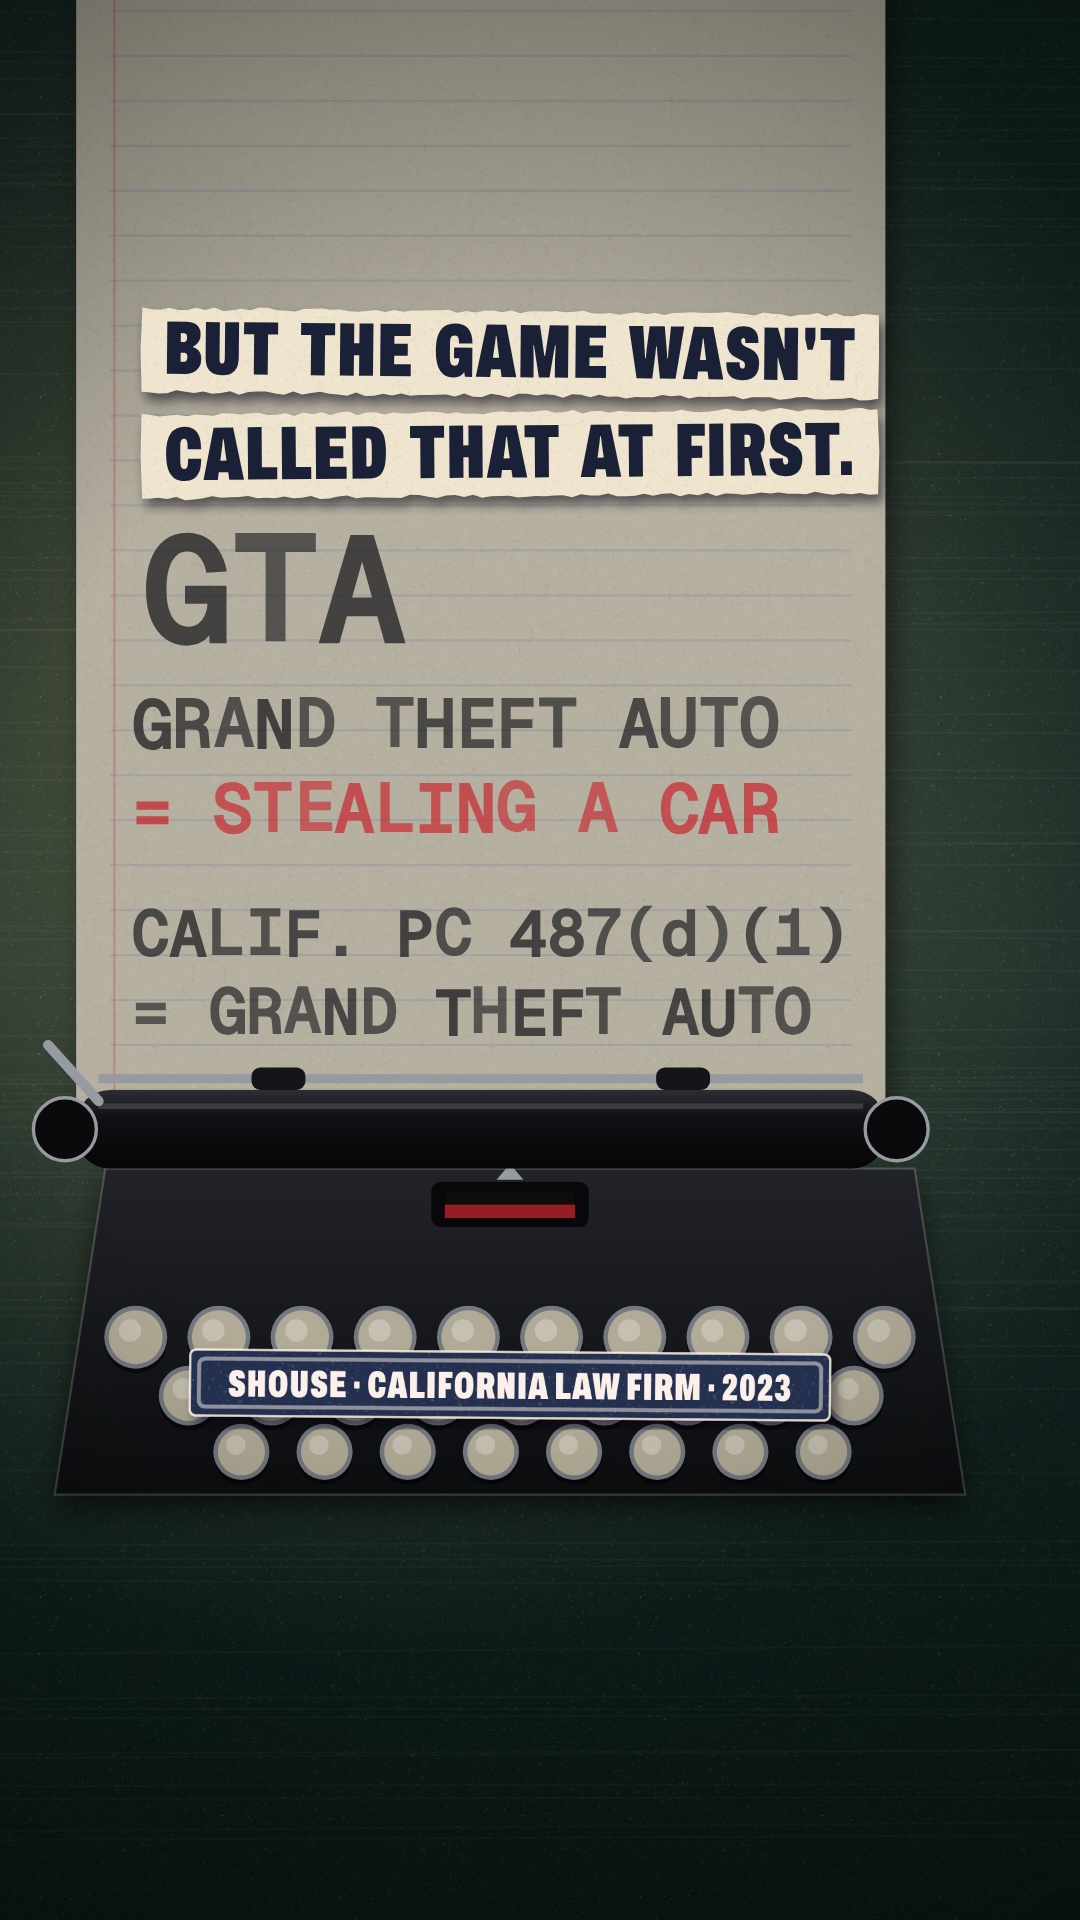 BUT THE GAME WASN'T
CALLED THAT AT FIRST.
GTA
GRAND THEFT AUTO
= STEALING A CAR
CALIF. PC 487(d)(1)
= GRAND THEFT AUTO
SHOUSE · CALIFORNIA LAW FIRM · 2023